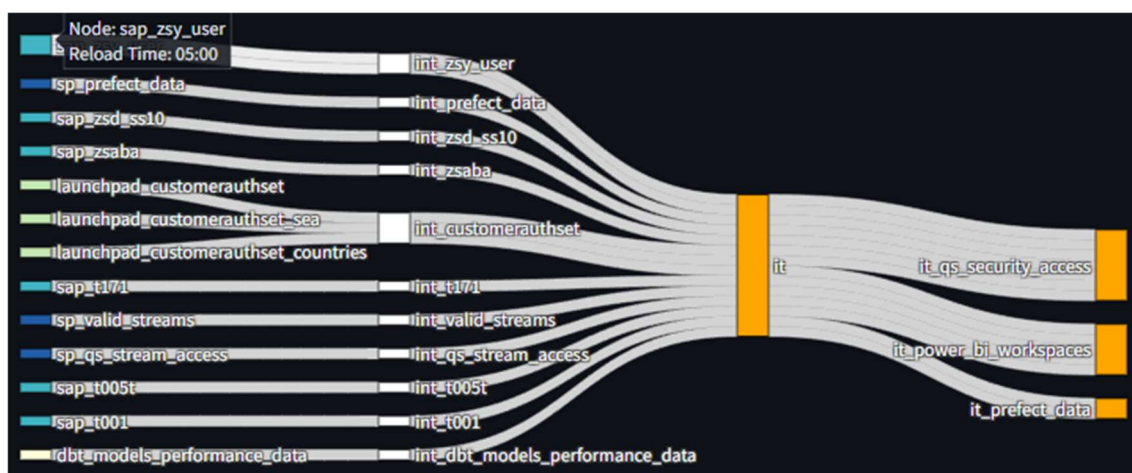 Node: sap_zsy_user
Reload Time: 05:00
int_zsy_user
sp_prefect_data
int_prefect_data
sap_zsd_ss10
int_zsd_ss10
sap_zsaba
int_zsaba
launchpad_customerauthset
launchpad_customerauthset_sea
int_customerauthset
launchpad_customerauthset_countries
it
it_qs_security_access
sap_t171
int_t171
sp_valid_streams
int_valid_streams
sp_qs_stream_access
int_qs_stream_access
it_power_bi_workspaces
sap_t005t
int_t005t
it_prefect_data
sap_t001
int_t001
dbt_models_performance_data
int_dbt_models_performance_data